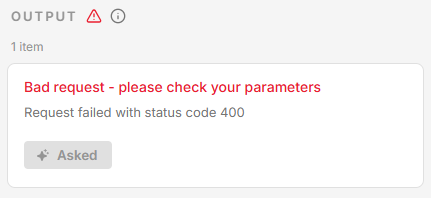 OUTPUT
1 item
Bad request - please check your parameters
Request failed with status code 400
Asked